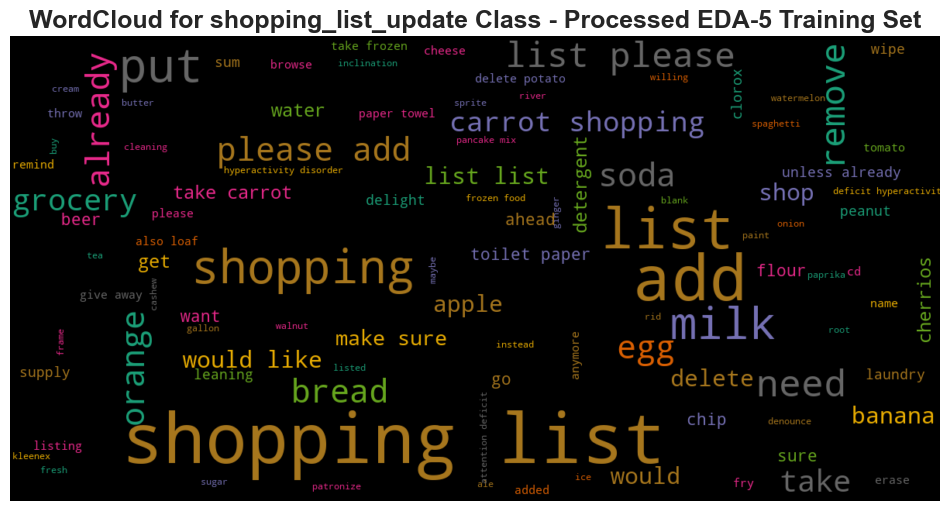 WordCloud for shopping_list_update Class - Processed EDA-5 Training Set
take frozen
cheese
list please
wipe
put
sum
browse
inclination
already
remove
delete potato
willing
cream
clorox
throw
butter
river
sprite
watermelon
water
paper towel
carrot shopping
spaghetti
buy
cleaning
please add
pancake mix
tomato
remind
hyperactivity disorder
detergent
list list
soda
unless already
grocery
take carrot
delight
frozen food
blank
shop
deficit hyperactivit
beer
please
ahead
ginger
list
onion
peanut
also loaf
paint
tea
get
shopping
maybe
toilet paper
add
flour
paprika
cd
give away
cashew
apple
cherrios
name
orange
want
milk
rid
gallon
walnut
root
frame
make sure
instead
anymore
egg
would like
supply
leaning
listed
bread
go
delete
need
laundry
shopping list
attention deficit
chip
denounce
banana
listing
kleenex
sure
fresh
would
take
erase
sugar
patronize
ale
added
ice
fry